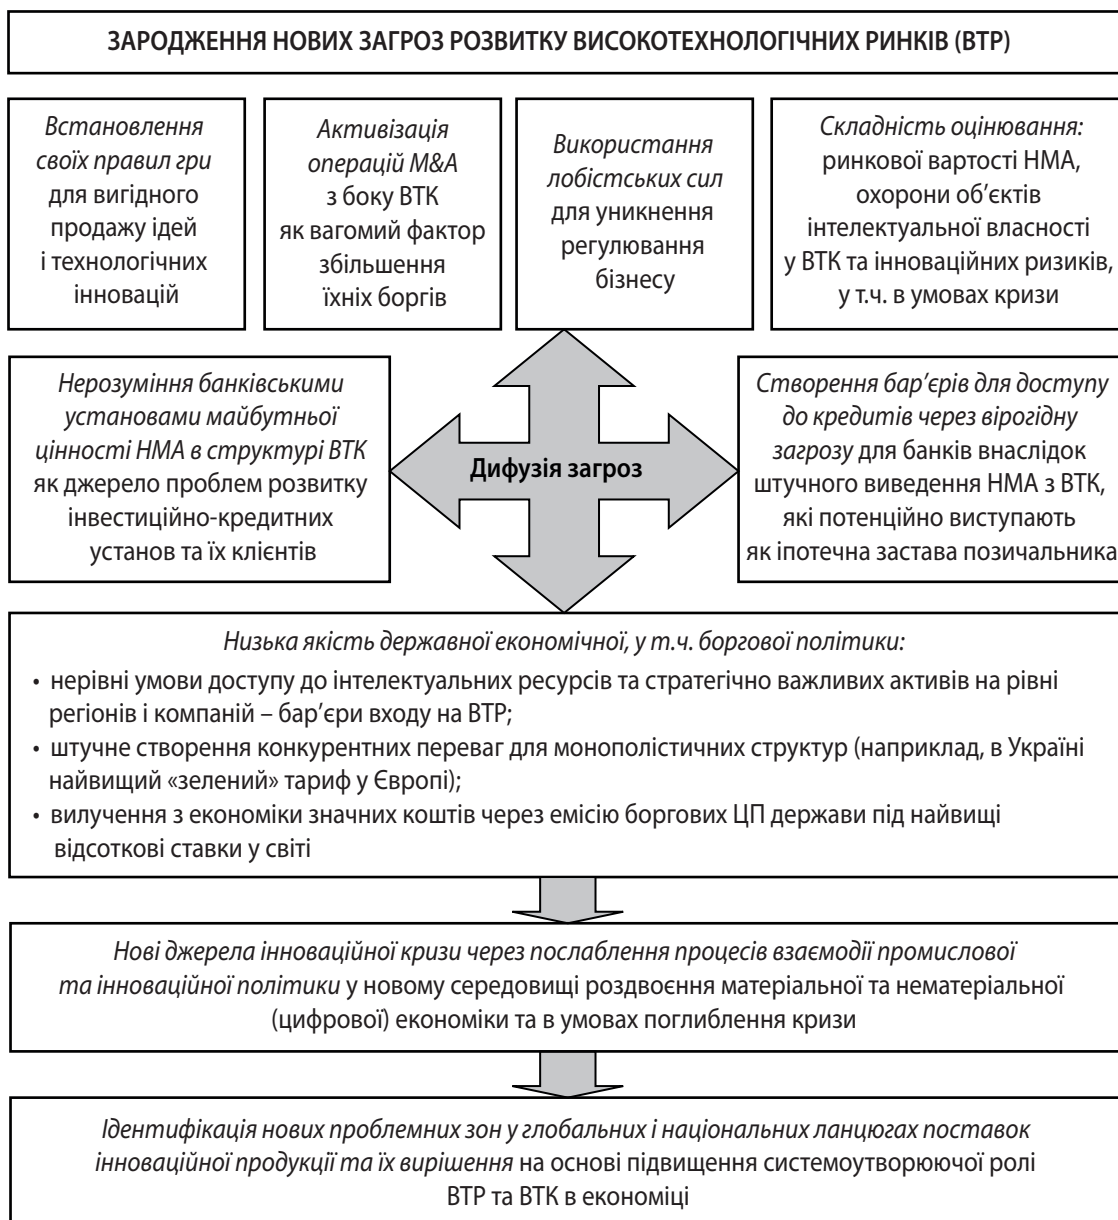 ЗАРОДЖЕННЯ НОВИХ ЗАГРОЗ РОЗВИТКУ ВИСОКОТЕХНОЛОГІЧНИХ РИНКІВ (ВТР)
Встановлення
своїх правил гри
для вигідного
продажу ідей
і технологічних
інновацій
Активізація
операцій M&A
з боку ВТК
як вагомий фактор
збільшення
їхніх боргів
Використання
лобістських сил
для уникнення
регулювання
бізнесу
Складність оцінювання:
ринкової вартості НМА,
охорони об’єктів
інтелектуальної власності
у ВТК та інноваційних ризиків,
у т.ч. в умовах кризи
Нерозуміння банківськими
установами майбутньої
цінності НМА в структурі ВТК
як джерело проблем розвитку
інвестиційно-кредитних
установ та їх клієнтів
Дифузія загроз
Створення бар’єрів для доступу
до кредитів через вірогідну
загрозу для банків внаслідок
штучного виведення НМА з ВТК,
які потенційно виступають
як іпотечна застава позичальника
Низька якість державної економічної, у т.ч. боргової політики:
• нерівні умови доступу до інтелектуальних ресурсів та стратегічно важливих активів на рівні
регіонів і компаній – бар’єри входу на ВТР;
• штучне створення конкурентних переваг для монополістичних структур (наприклад, в Україні
найвищий «зелений» тариф у Європі);
• вилучення з економіки значних коштів через емісію боргових ЦП держави під найвищі
відсоткові ставки у світі
Нові джерела інноваційної кризи через послаблення процесів взаємодії промислової
та інноваційної політики у новому середовищі роздвоєння матеріальної та нематеріальної
(цифрової) економіки та в умовах поглиблення кризи
Ідентифікація нових проблемних зон у глобальних і національних ланцюгах поставок
інноваційної продукції та їх вирішення на основі підвищення системоутворюючої ролі
ВТР та ВТК в економіці